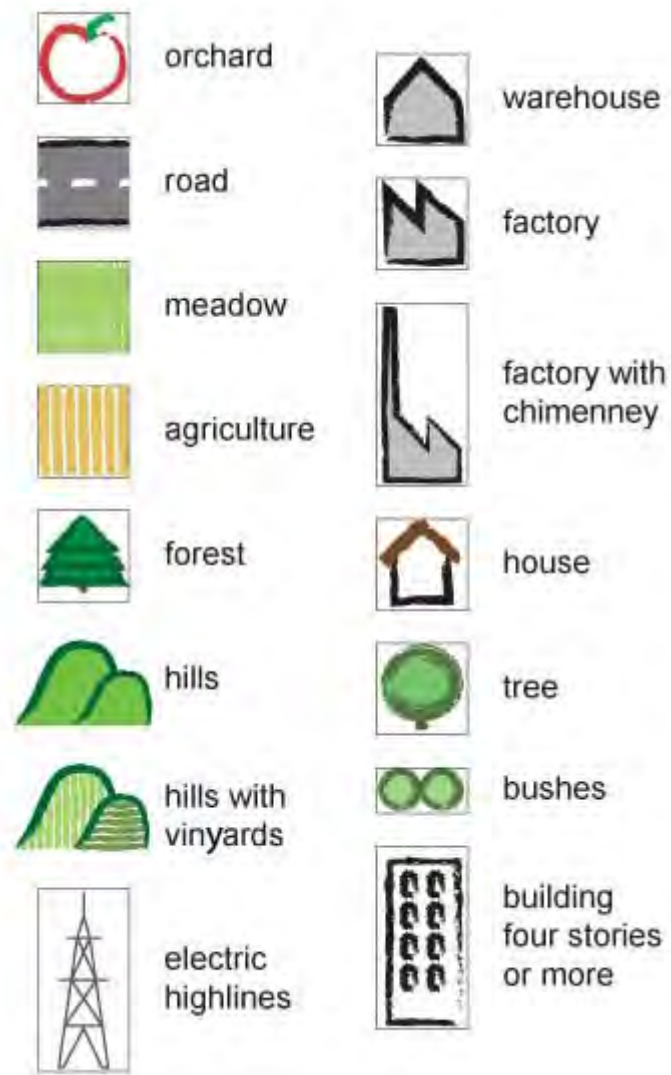 orchard
road
meadow
agriculture
forest
hills
hills with
vinyards
electric
highlines
warehouse
factory
factory with
chimenney
house
tree
bushes
building
four stories
or more